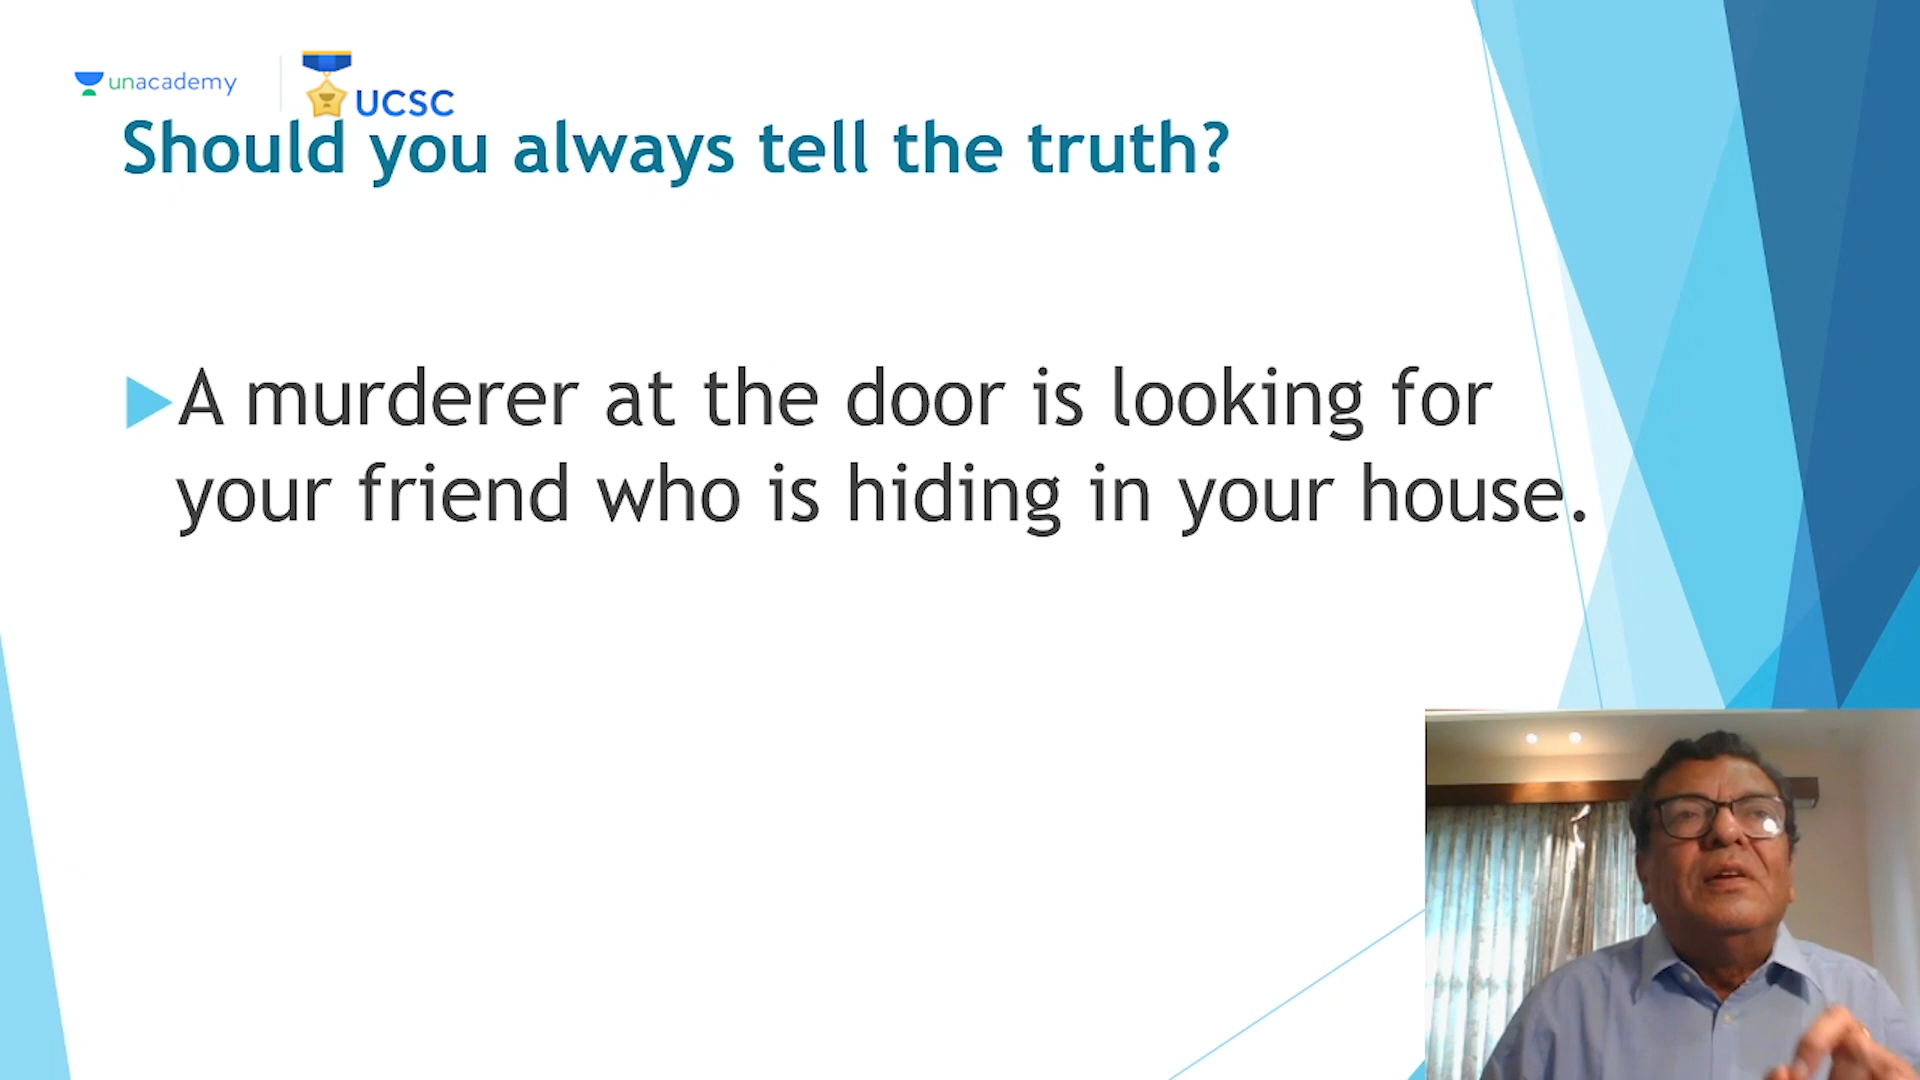 unacademy
UCSC
Should you always tell the truth?
A murderer at the door is looking for
your friend who is hiding in your house.